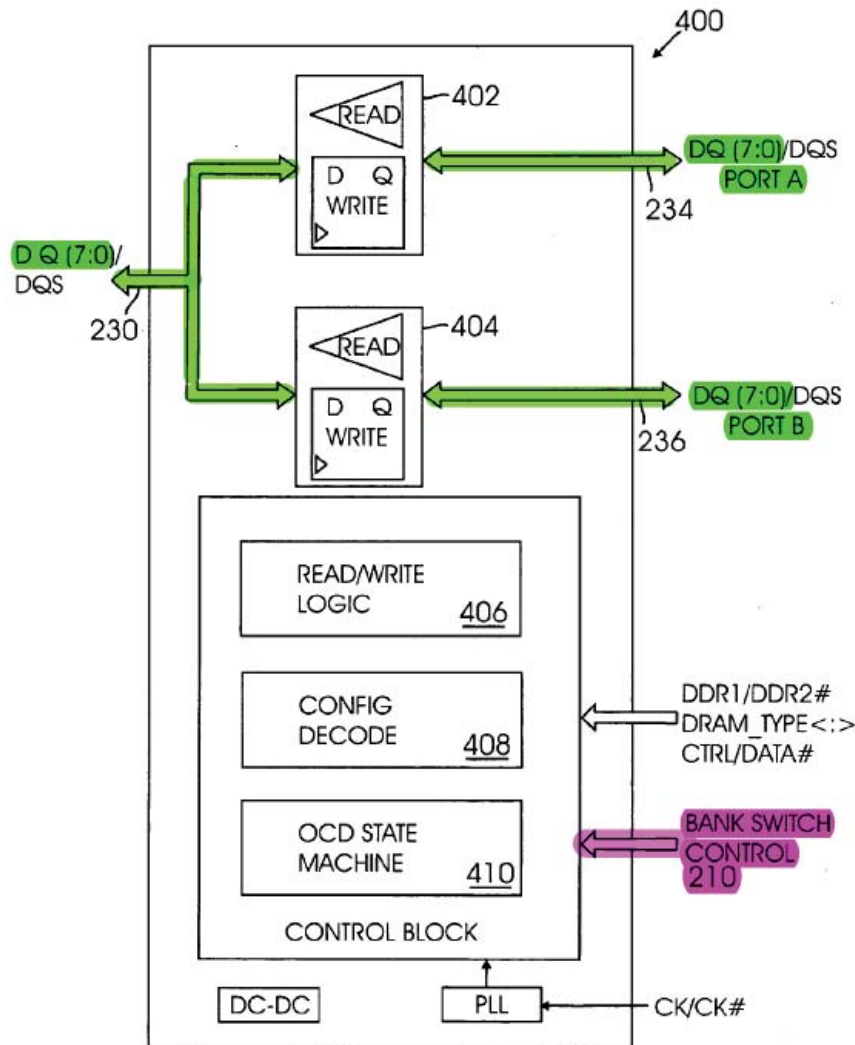 400
402
READ
D Q
WRITE
DQ (7:0)/DQS
PORT A
234
D Q (7:0)/
DQS
230
404
READ
D Q
WRITE
DQ (7:0)/DQS
PORT B
236
READ/WRITE
LOGIC
406
CONFIG
DECODE
408
DDR1/DDR2#
DRAM_TYPE<:>
CTRL/DATA#
OCD STATE
MACHINE
410
BANK SWITCH
CONTROL
210
CONTROL BLOCK
DC-DC
PLL
CK/CK#